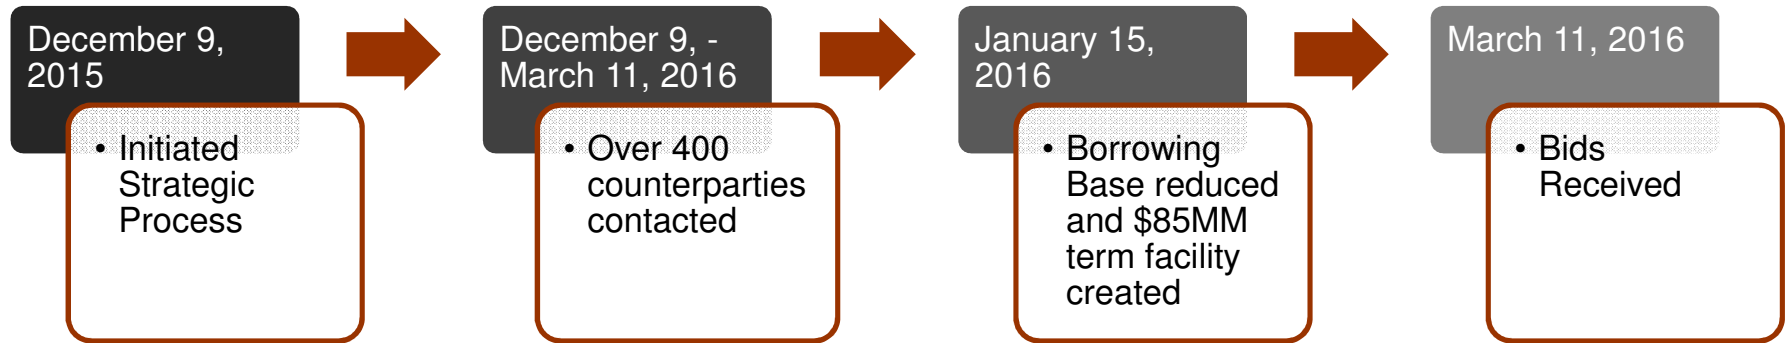 December 9,
2015
• Initiated
Strategic
Process
December 9, -
March 11, 2016
• Over 400
counterparties
contacted
January 15,
2016
• Borrowing
Base reduced
and $85MM
term facility
created
March 11, 2016
• Bids
Received